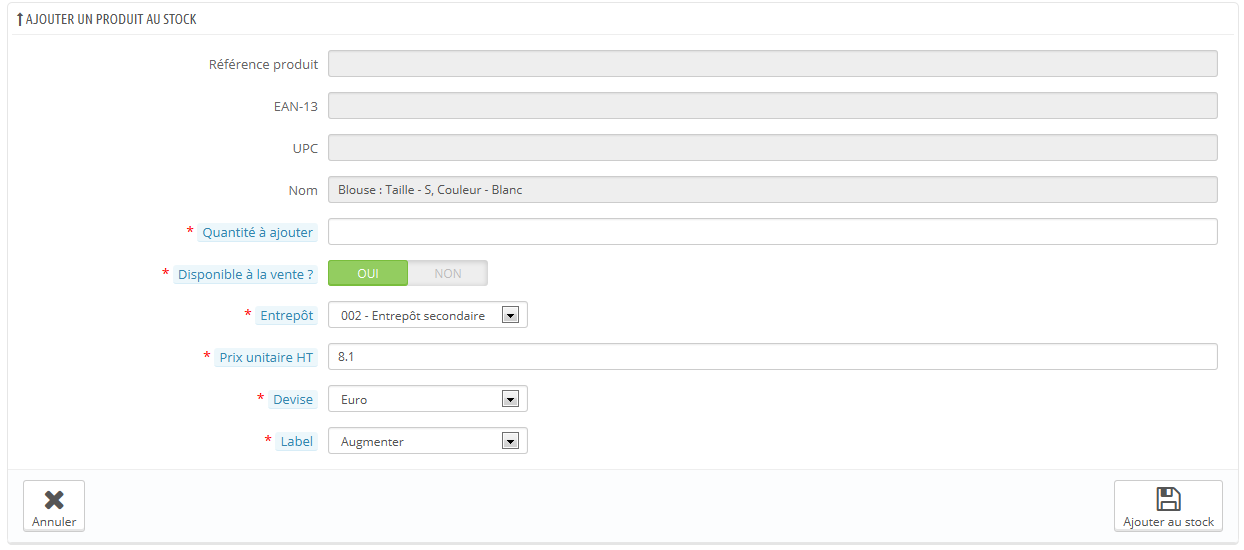 AJOUTER UN PRODUIT AU STOCK
Référence produit
EAN-13
UPC
Nom Blouse : Taille - S, Couleur - Blanc
* Quantité à ajouter
* Disponible à la vente ? OUI NON
* Entrepôt 002 - Entrepôt secondaire
* Prix unitaire HT 8.1
* Devise Euro
* Label Augmenter
Annuler Ajouter au stock